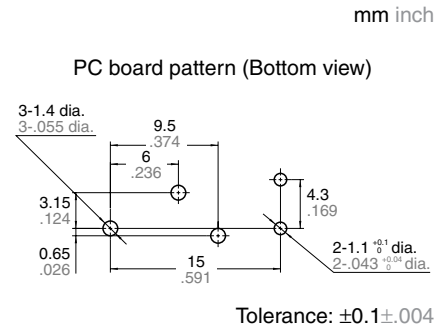 mm inch
PC board pattern (Bottom view)
3-1.4 dia.
3-.055 dia.
9.5
.374
6
.236
3.15
.124
4.3
.169
0.65
.026
15
.591
2-1.1 +0.1 0 dia.
2-.043 +0.04 0 dia.
Tolerance: ±0.1±.004